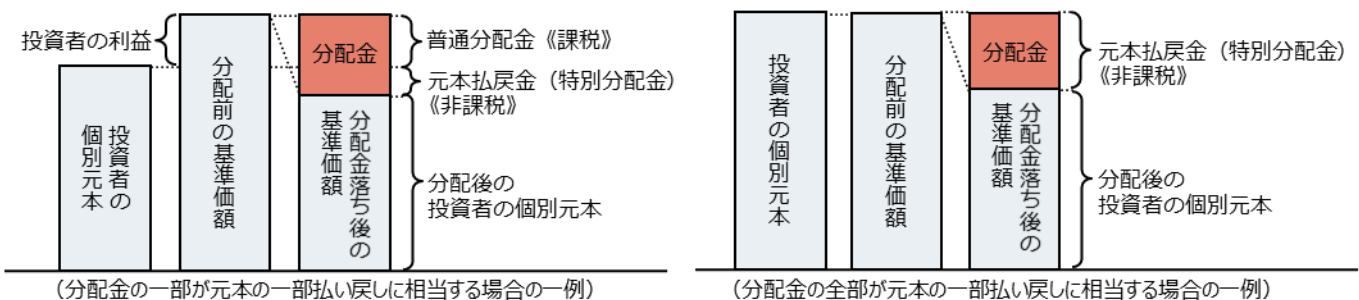 投資者の利益
投資者の
個別元本
分配前の基準価額
分配金
分配金落ち後の
基準価額
普通分配金《課税》
元本払戻金（特別分配金）
《非課税》
分配後の
投資者の個別元本
（分配金の一部が元本の一部払い戻しに相当する場合の一例）
投資者の個別元本
分配前の基準価額
分配金
分配金落ち後の
基準価額
元本払戻金（特別分配金）
《非課税》
分配後の
投資者の個別元本
（分配金の全部が元本の一部払い戻しに相当する場合の一例）